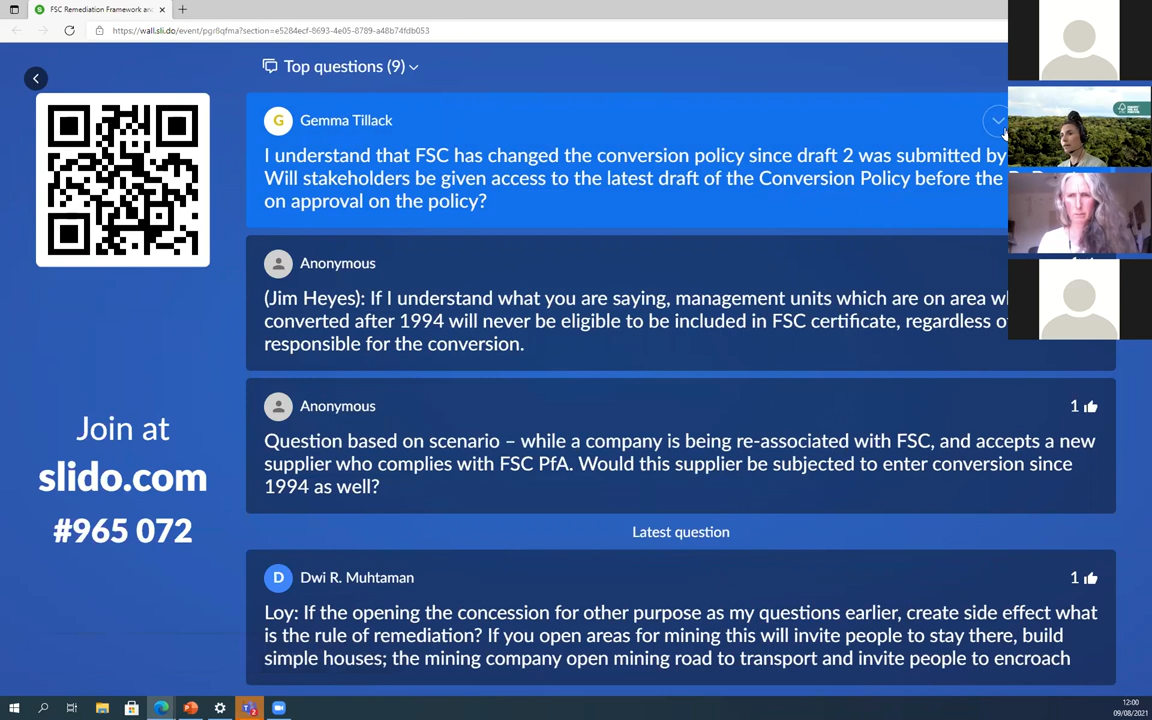 FSC Remediation Framework an
https://wall.sli.do/event/pgr8qfma?section=e5284ecf-8693-4e05-8789-a48b74fdb053
Top questions (9)
G
Gemma Tillack
I understand that FSC has changed the conversion policy since draft 2 was submitted by
Will stakeholders be given access to the latest draft of the Conversion Policy before the
on approval on the policy?
Anonymous
(Jim Heyes): If I understand what you are saying, management units which are on area w
converted after 1994 will never be eligible to be included in FSC certificate, regardless o
responsible for the conversion.
Anonymous
1
Question based on scenario – while a company is being re-associated with FSC, and accepts a new
supplier who complies with FSC PfA. Would this supplier be subjected to enter conversion since
1994 as well?
Join at
slido.com
#965 072
Latest question
D
Dwi R. Muhtaman
1
Loy: If the opening the concession for other purpose as my questions earlier, create side effect what
is the rule of remediation? If you open areas for mining this will invite people to stay there, build
simple houses; the mining company open mining road to transport and invite people to encroach
12:00
09/08/2021